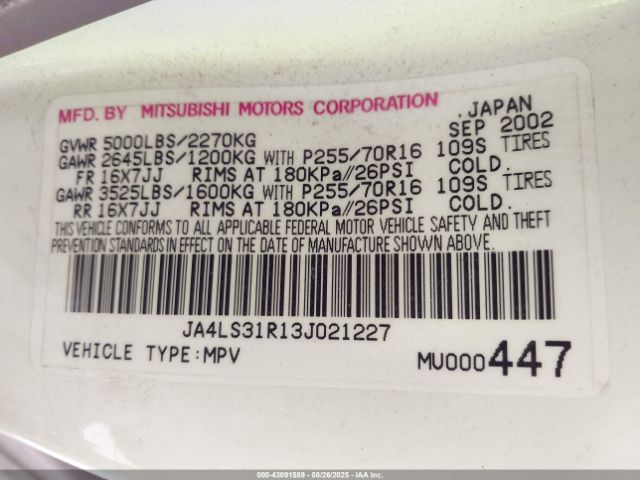 MFD. BY MITSUBISHI MOTORS CORPORATION . JAPAN
GVWR 5000LBS/2270KG SEP 2002
GAWR 2645LBS/1200KG WITH P255/70R16 109S TIRES
FR 16X7JJ RIMS AT 180KPa//26PSI COLD.
GAWR 3525LBS/1600KG WITH P255/70R16 109S TIRES
RR 16X7JJ RIMS AT 180KPa//26PSI COLD.
THIS VEHICLE CONFORMS TO ALL APPLICABLE FEDERAL MOTOR VEHICLE SAFETY AND THEFT
PREVENTION STANDARDS IN EFFECT ON THE DATE OF MANUFACTURE SHOWN ABOVE.
JA4LS31R13J021227
VEHICLE TYPE:MPV MU000447
000-43091589 - 08/26/2025 - IAA Inc.